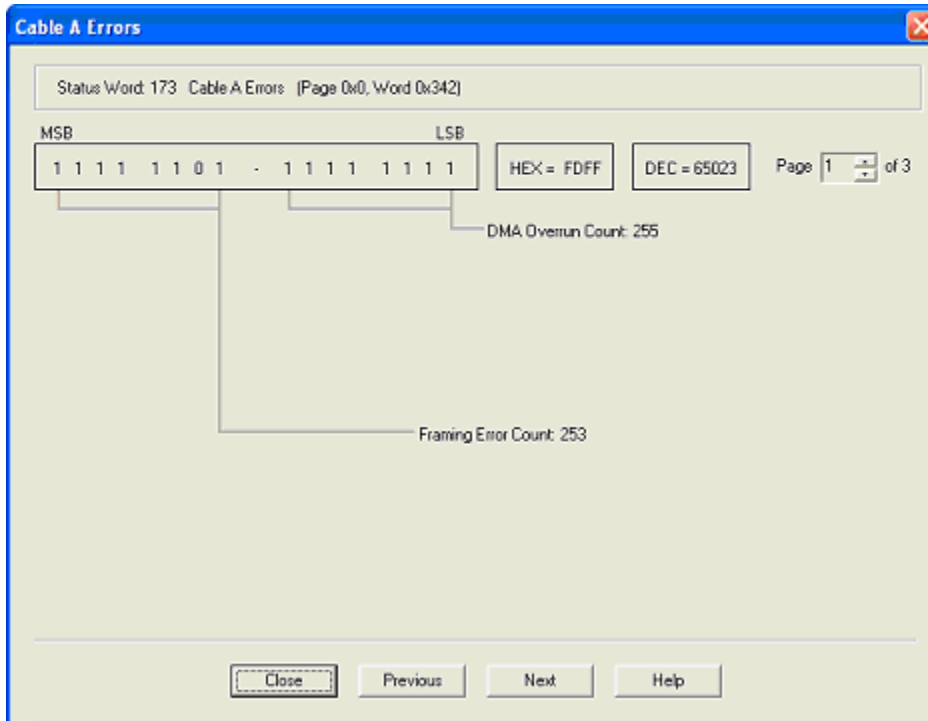 Cable A Errors
Status Word: 173 Cable A Errors (Page 0x0, Word 0x342)
MSB LSB
1 1 1 1 1 1 0 1 - 1 1 1 1 1 1 1 1 HEX = FDFF DEC = 65023 Page 1 of 3
DMA Overrun Count: 255
Framing Error Count: 253
Close Previous Next Help